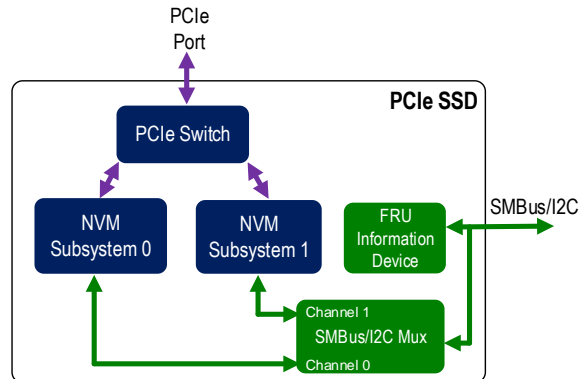 PCIe
Port
PCIe SSD
PCIe Switch
NVM
Subsystem 0
NVM
Subsystem 1
FRU
Information
Device
SMBus/I2C
Channel 1
SMBus/I2C Mux
Channel 0